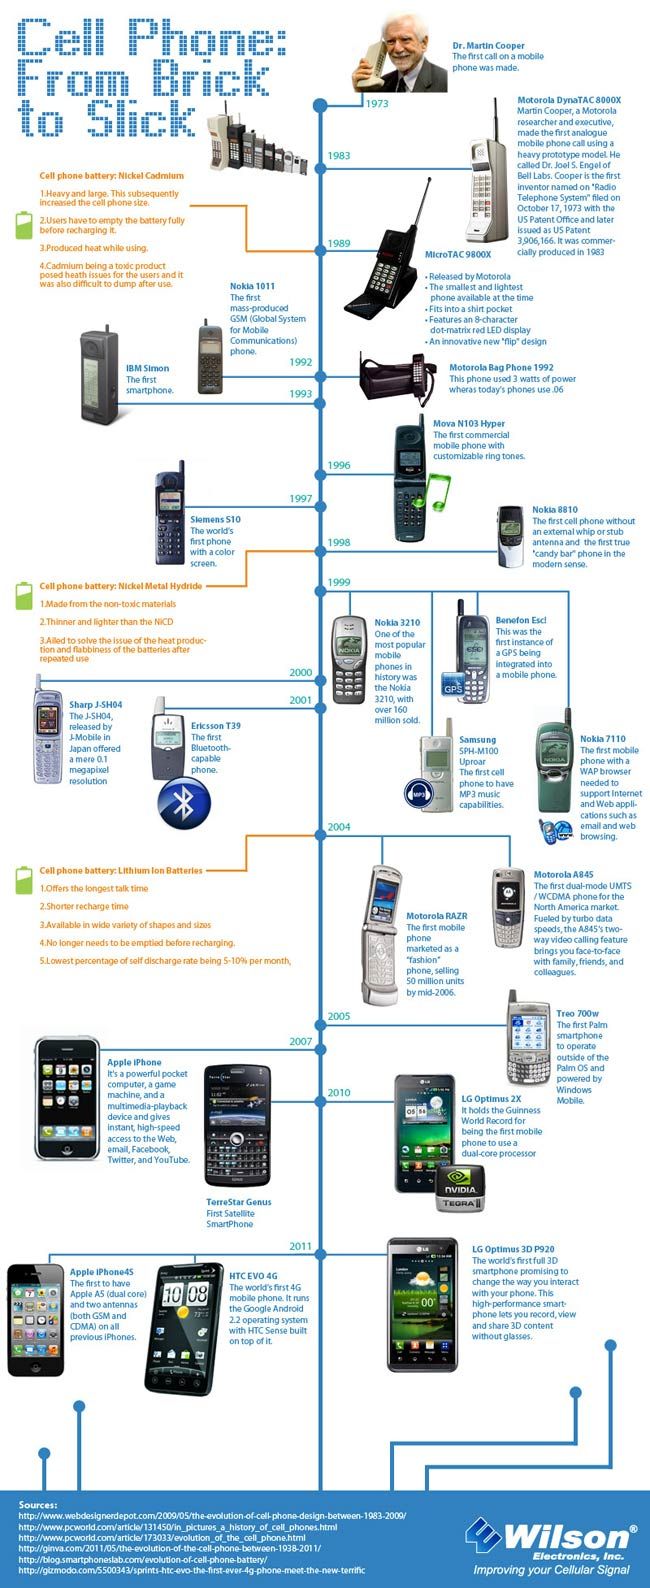 Cell Phone:
From Brick
to Slick
Dr. Martin Cooper
The first call on a mobile
phone was made.
1973
Motorola DynaTAC 8000X
Martin Cooper, a Motorola
researcher and executive,
made the first analogue
mobile phone call using a
heavy prototype model. He
called Dr. Joel S. Engel of
Bell Labs. Cooper is the first
inventor named on "Radio
Telephone System" filed on
October 17, 1973 with the
US Patent Office and later
issued as US Patent
3,906,166. It was commer-
cially produced in 1983
1983
Cell phone battery: Nickel Cadmium
1.Heavy and large. This subsequently
increased the cell phone size.
2.Users have to empty the battery fully
before recharging it.
3.Produced heat while using.
4.Cadmium being a toxic product
posed heath issues for the users and it
was also difficult to dump after use.
1989
MicroTAC 9800X
• Released by Motorola
• The smallest and lightest
phone available at the time
• Fits into a shirt pocket
• Features an 8-character
dot-matrix red LED display
• An innovative new "flip" design
Nokia 1011
The first
mass-produced
GSM (Global System
for Mobile
Communications)
phone.
1992
Motorola Bag Phone 1992
This phone used 3 watts of power
wheras today's phones use .06
IBM Simon
The first
smartphone.
1993
Mova N103 Hyper
The first commercial
mobile phone with
customizable ring tones.
1996
1997
Siemens S10
The world's
first phone
with a color
screen.
Nokia 8810
The first cell phone without
an external whip or stub
antenna and the first true
"candy bar" phone in the
modern sense.
1998
Cell phone battery: Nickel Metal Hydride
1.Made from the non-toxic materials
2.Thinner and lighter than the NiCD
3.Ailed to solve the issue of the heat produc-
tion and flabbiness of the batteries after
repeated use
1999
Nokia 3210
One of the
most popular
mobile
phones in
history was
the Nokia
3210, with
over 160
million sold.
NOKIA
Benefon Esc!
This was the
first instance of
a GPS being
integrated into
a mobile phone.
GPS
2000
Sharp J-SH04
The J-SH04,
released by
J-Mobile in
Japan offered
a mere 0.1
megapixel
resolution
2001
Ericsson T39
The first
Bluetooth-
capable
phone.
Samsung
SPH-M100
Uproar
The first cell
phone to have
MP3 music
capabilities.
MP3
Nokia 7110
The first mobile
phone with a
WAP browser
needed to
support Internet
and Web appli-
cations such as
email and web
browsing.
NOKIA
2004
Cell phone battery: Lithium Ion Batteries
1.Offers the longest talk time
2.Shorter recharge time
3.Available in wide variety of shapes and sizes
4.No longer needs to be emptied before recharging.
5.Lowest percentage of self discharge rate being 5-10% per month,
Motorola RAZR
The first mobile
phone
marketed as a
"fashion"
phone, selling
50 million units
by mid-2006.
Motorola A845
The first dual-mode UMTS
/ WCDMA phone for the
North America market.
Fueled by turbo data
speeds, the A845's two-
way video calling feature
brings you face-to-face
with family, friends, and
colleagues.
2005
Treo 700w
The first Palm
smartphone
to operate
outside of the
Palm OS and
powered by
Windows
Mobile.
2007
Apple iPhone
It's a powerful pocket
computer, a game
machine, and a
multimedia-playback
device and gives
instant, high-speed
access to the Web,
email, Facebook,
Twitter, and YouTube.
2010
TerreStar Genus
First Satellite
SmartPhone
LG Optimus 2X
It holds the Guinness
World Record for
being the first mobile
phone to use a
dual-core processor
NVIDIA
TEGRA II
2011
Apple iPhone4S
The first to have
Apple A5 (dual core)
and two antennas
(both GSM and
CDMA) on all
previous iPhones.
HTC EVO 4G
The world's first 4G
mobile phone. It runs
the Google Android
2.2 operating system
with HTC Sense built
on top of it.
10 08
LG Optimus 3D P920
The world's first full 3D
smartphone promising to
change the way you interact
with your phone. This
high-performance smart-
phone lets you record, view
and share 3D content
without glasses.
Sources:
http://www.webdesignerdepot.com/2009/05/the-evolution-of-cell-phone-design-between-1983-2009/
http://www.pcworld.com/article/131450/in_pictures_a_history_of_cell_phones.html
http://www.pcworld.com/article/173033/evolution_of_the_cell_phone.html
http://ginva.com/2011/05/the-evolution-of-the-cell-phone-between-1938-2011/
http://blog.smartphoneslab.com/evolution-of-cell-phone-battery/
http://gizmodo.com/5500343/sprints-htc-evo-the-first-ever-4g-phone-meet-the-new-terrific
Wilson®
Electronics, Inc.
Improving your Cellular Signal